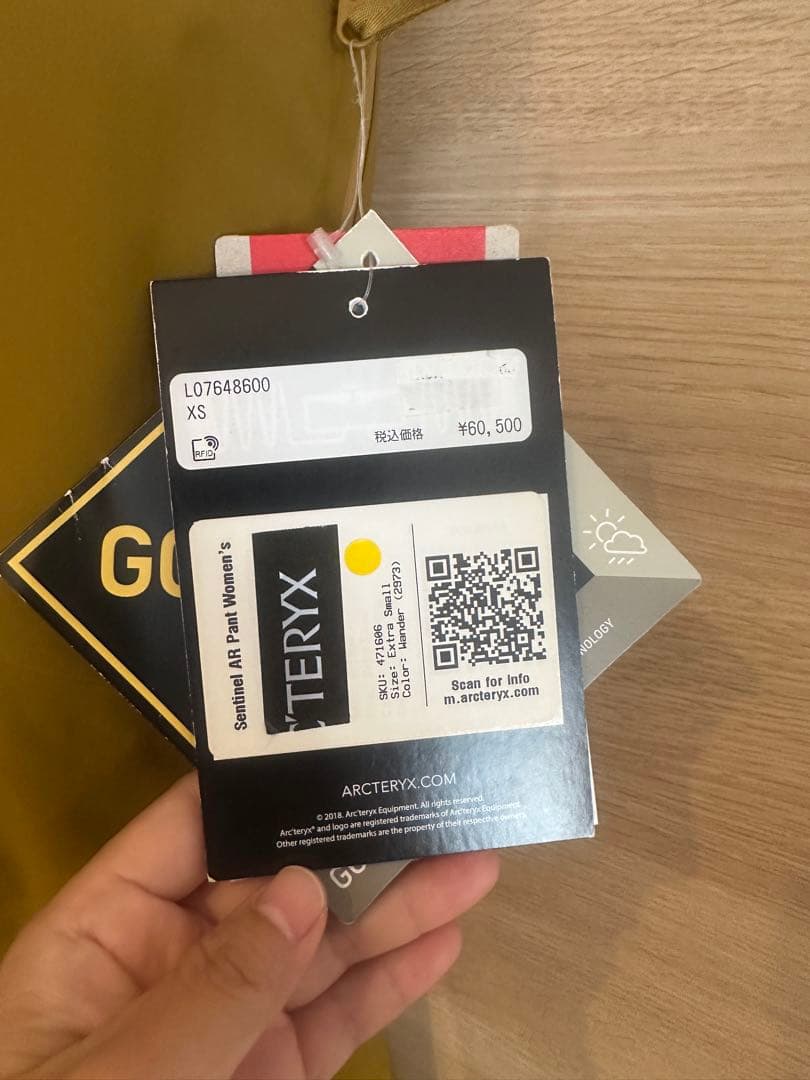 L07648600
XS
RFID
税込価格 ¥60,500
GO
Sentinel AR Pant Women's
C'TERYX
SKU: 471606
Size: Extra Small
Color: Wander (2973)
Scan for Info
m.arcteryx.com
NOLOGY
ARCTERYX.COM
© 2018. Arc'teryx Equipment. All rights reserved.
Arc'teryx® and logo are registered trademarks of Arc'teryx Equipment.
Other registered trademarks are the property of their respective owners.
GO